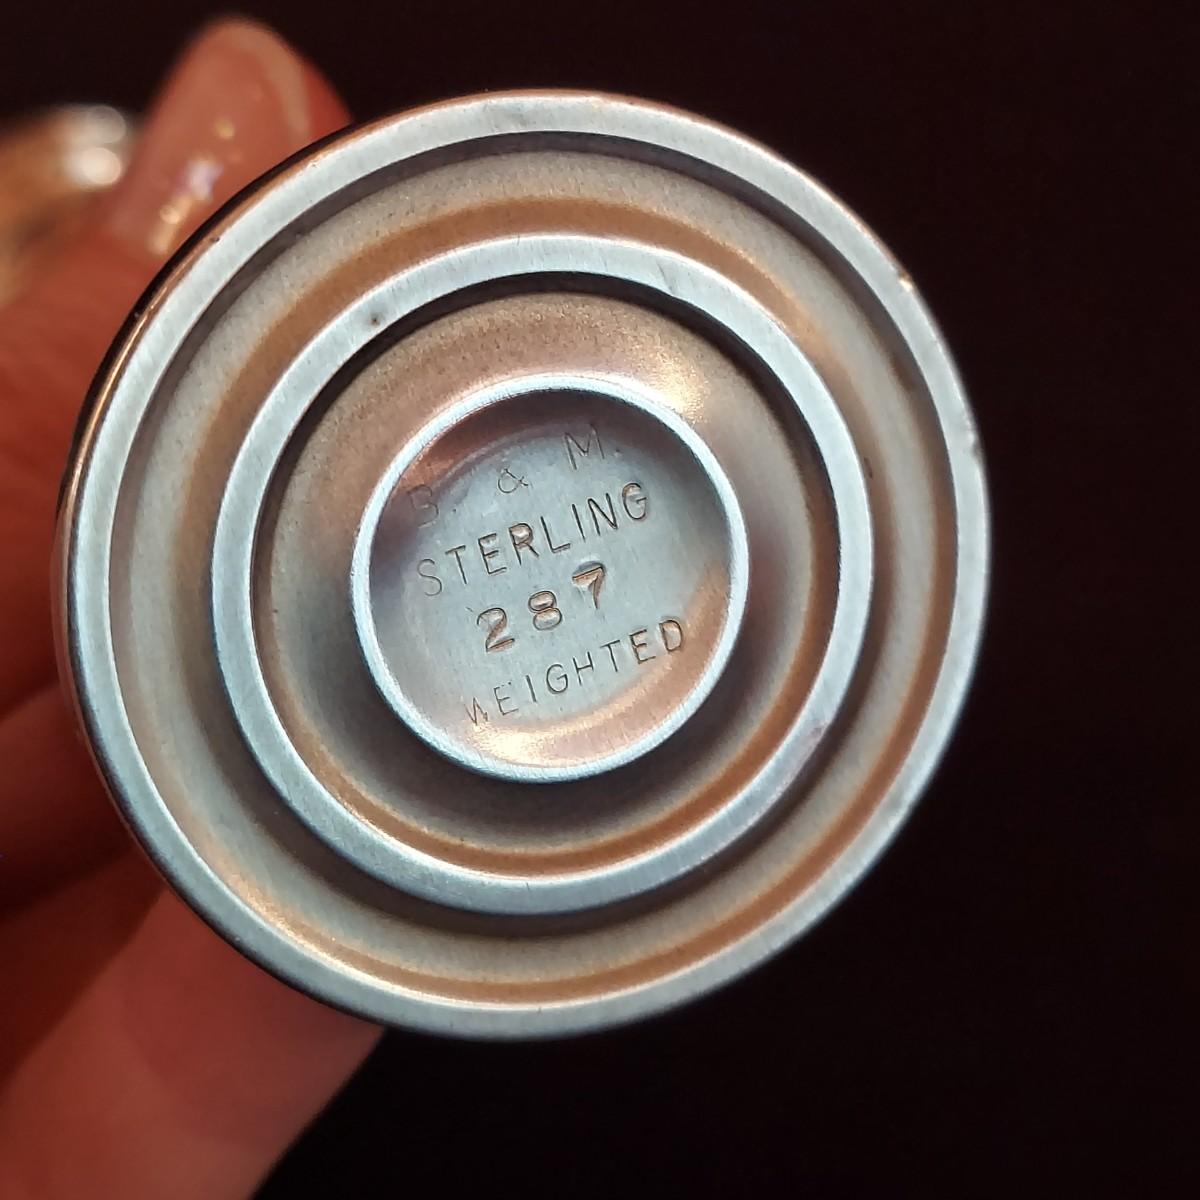 B. & M.
STERLING
287
WEIGHTED